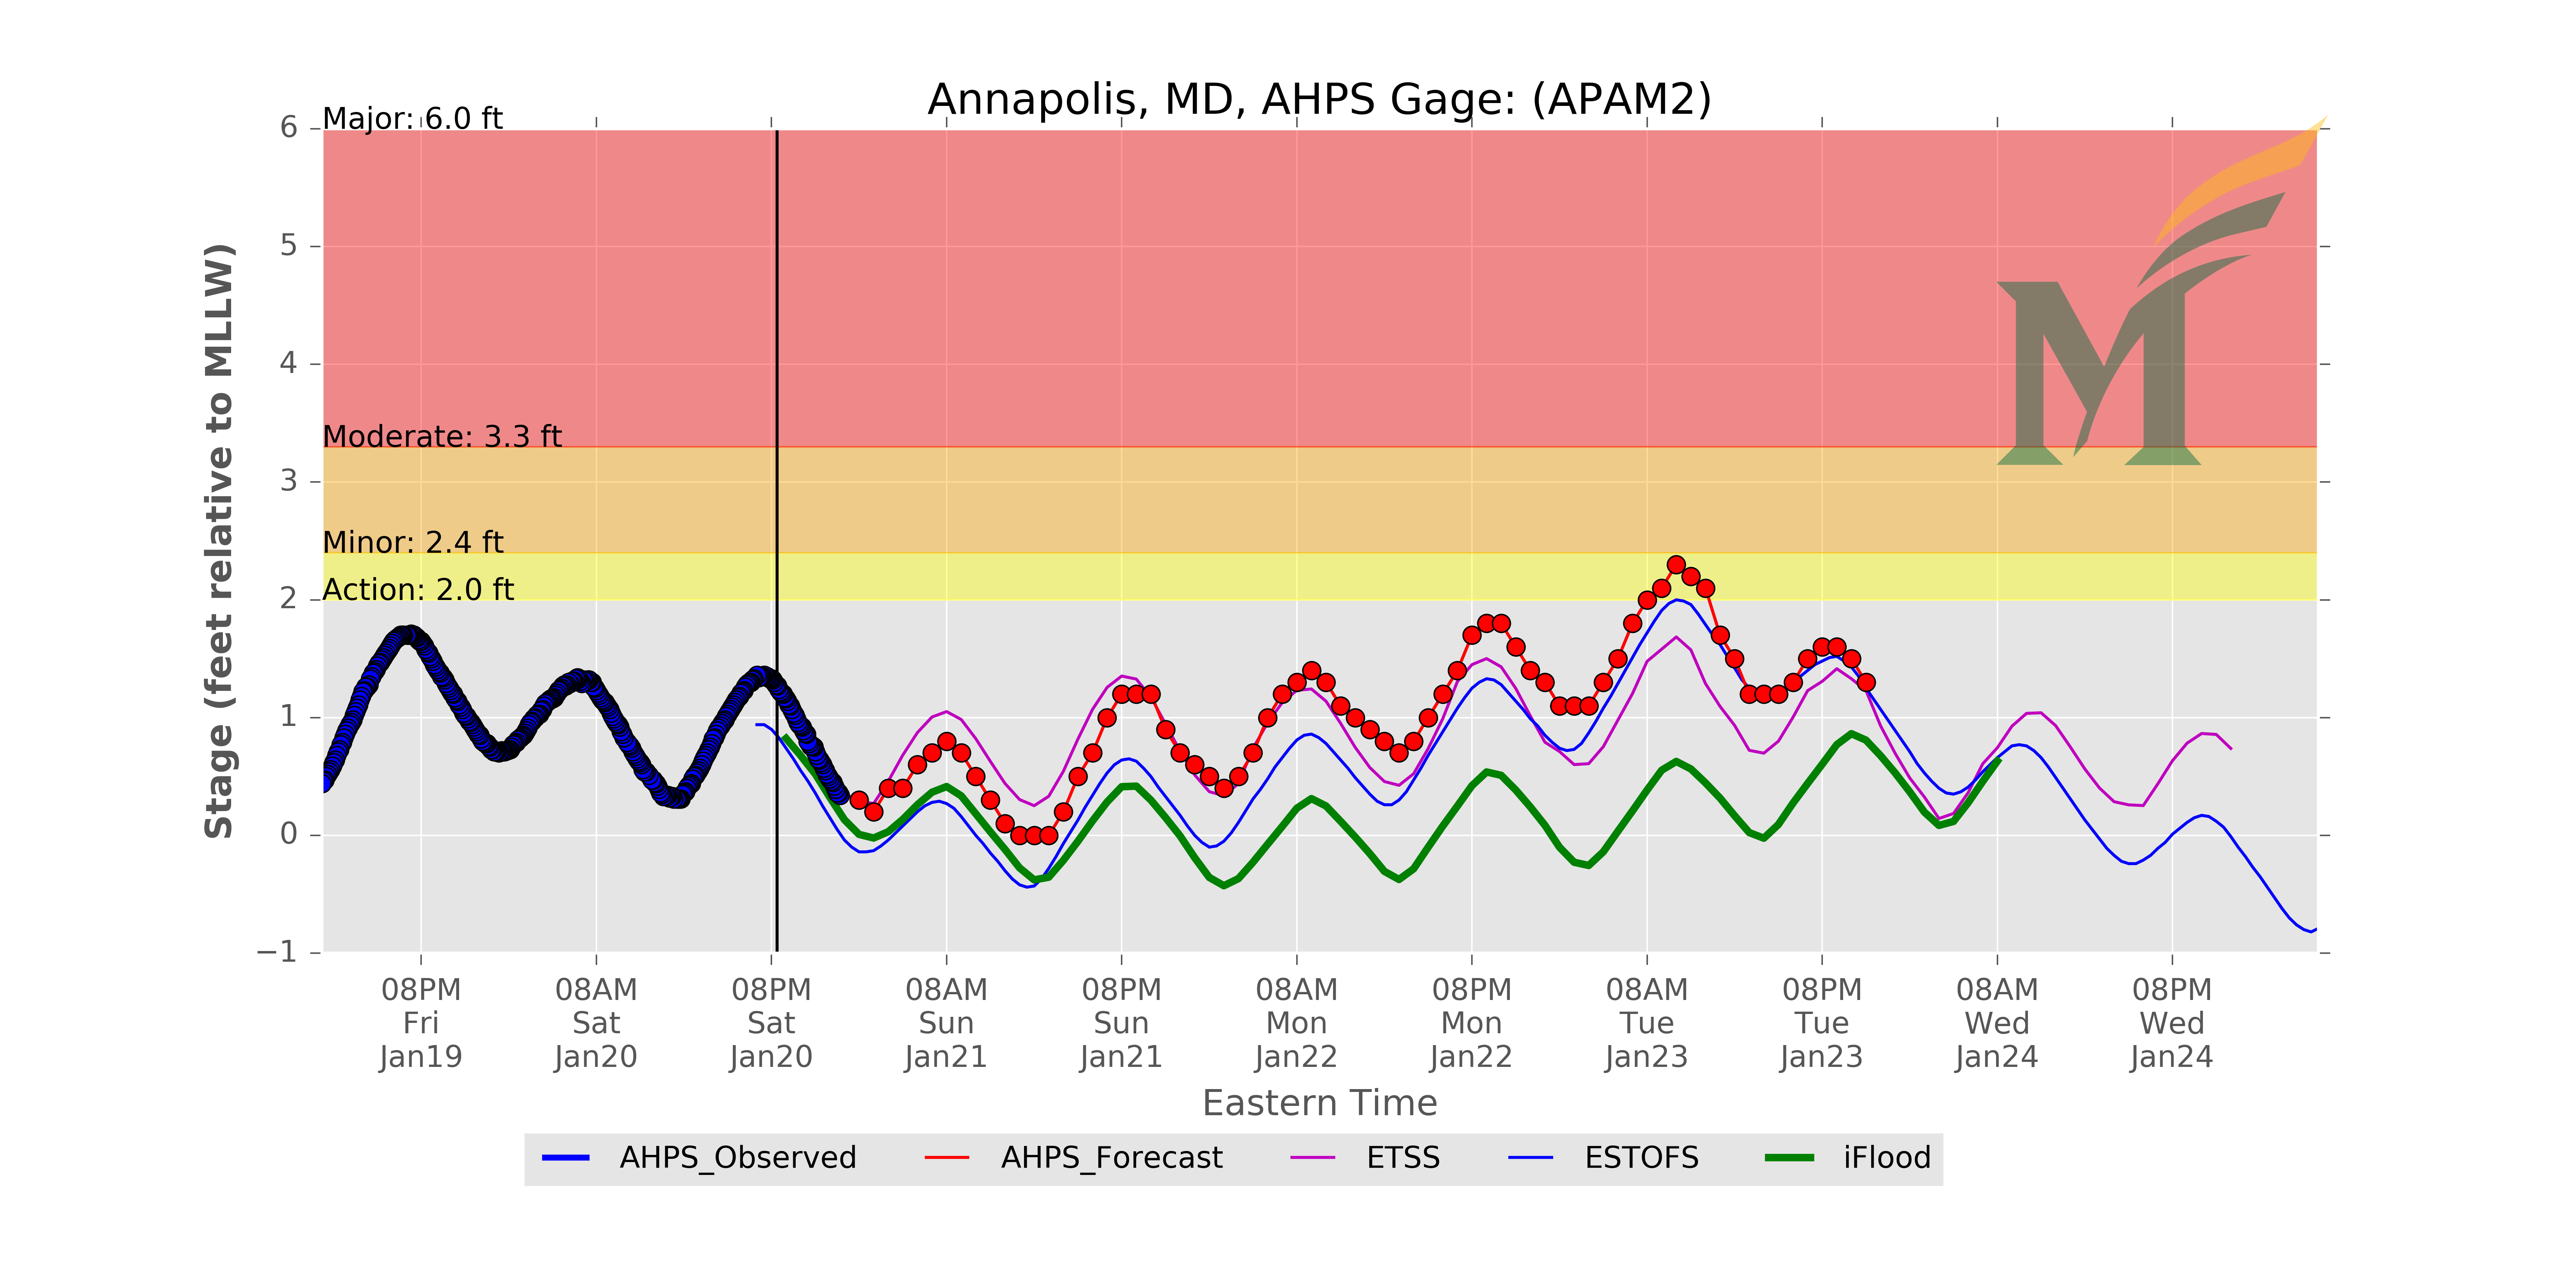 Annapolis, MD, AHPS Gage: (APAM2)
Major: 6.0 ft
Moderate: 3.3 ft
Minor: 2.4 ft
Action: 2.0 ft
6
5
4
3
2
1
0
−1
Stage (feet relative to MLLW)
08PM
Fri
Jan19
08AM
Sat
Jan20
08PM
Sat
Jan20
08AM
Sun
Jan21
08PM
Sun
Jan21
08AM
Mon
Jan22
08PM
Mon
Jan22
08AM
Tue
Jan23
08PM
Tue
Jan23
08AM
Wed
Jan24
08PM
Wed
Jan24
Eastern Time
AHPS_Observed
AHPS_Forecast
ETSS
ESTOFS
iFlood
M